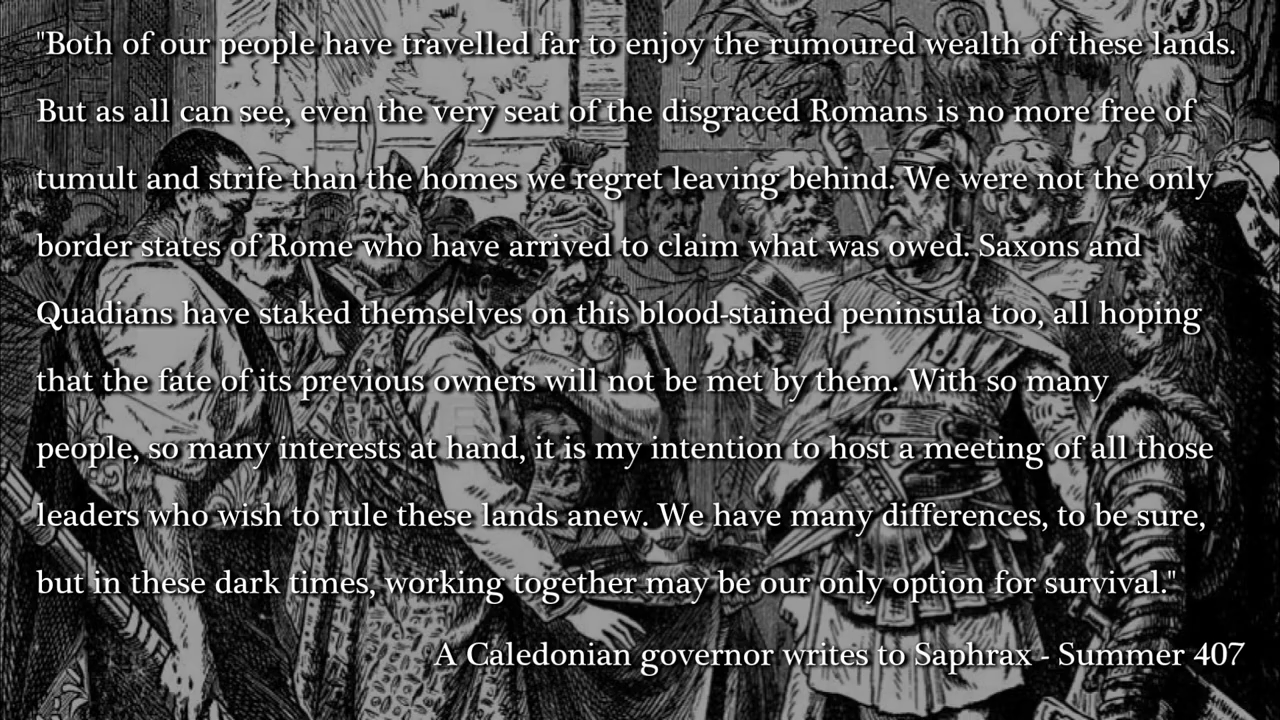 "Both of our people have travelled far to enjoy the rumoured wealth of these lands.
But as all can see, even the very seat of the disgraced Romans is no more free of
tumult and strife than the homes we regret leaving behind. We were not the only
border states of Rome who have arrived to claim what was owed. Saxons and
Quadians have staked themselves on this blood-stained peninsula too, all hoping
that the fate of its previous owners will not be met by them. With so many
people, so many interests at hand, it is my intention to host a meeting of all those
leaders who wish to rule these lands anew. We have many differences, to be sure,
but in these dark times, working together may be our only option for survival."
A Caledonian governor writes to Saphrax - Summer 407